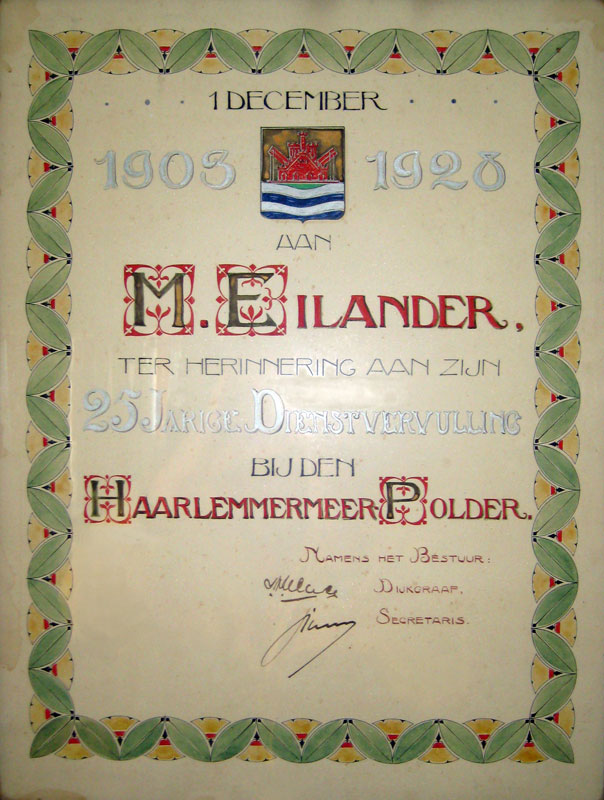 1 DECEMBER
1903 1928
AAN
M. EILANDER,
TER HERINNERING AAN ZIJN
25 JARIGE DIENSTVERVULLING
BIJ DEN
HAARLEMMERMEER-POLDER.
NAMENS HET BESTUUR:
DIJKGRAAF.
SECRETARIS.